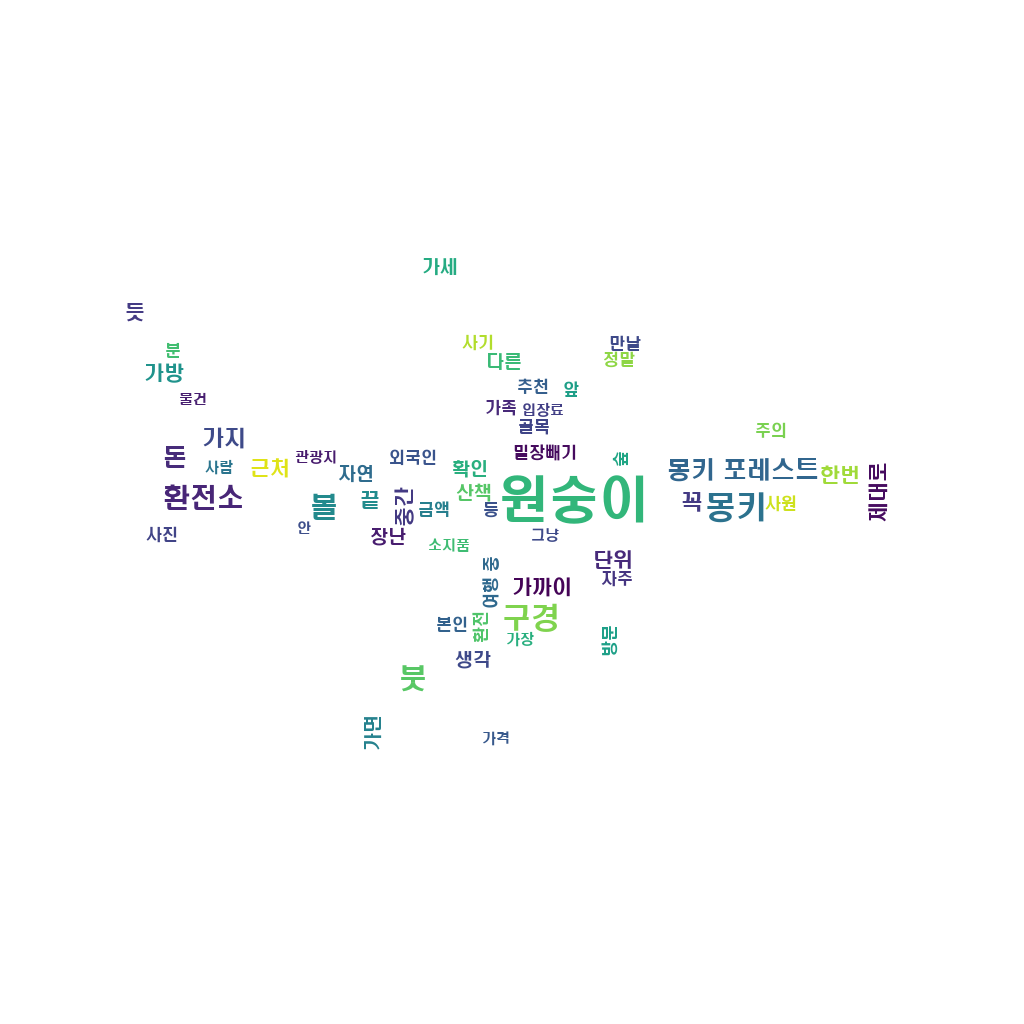 가세
듯
사기
만날
분
다른
정말
가방
추천
앞
물건
가족
입장료
골목
주의
가지
밀장빼기
돈
관광지
외국인
숲
사람
근처
자연
확인
몽키 포레스트
한번
환전소
볼
끝
중간
산책
원숭이
꼭
몽키
사원
제대로
금액
등
사진
안
장난
그냥
소지품
단위
여행 중
가까이
자주
본인
환전
구경
가장
방문
생각
붓
가면
가격